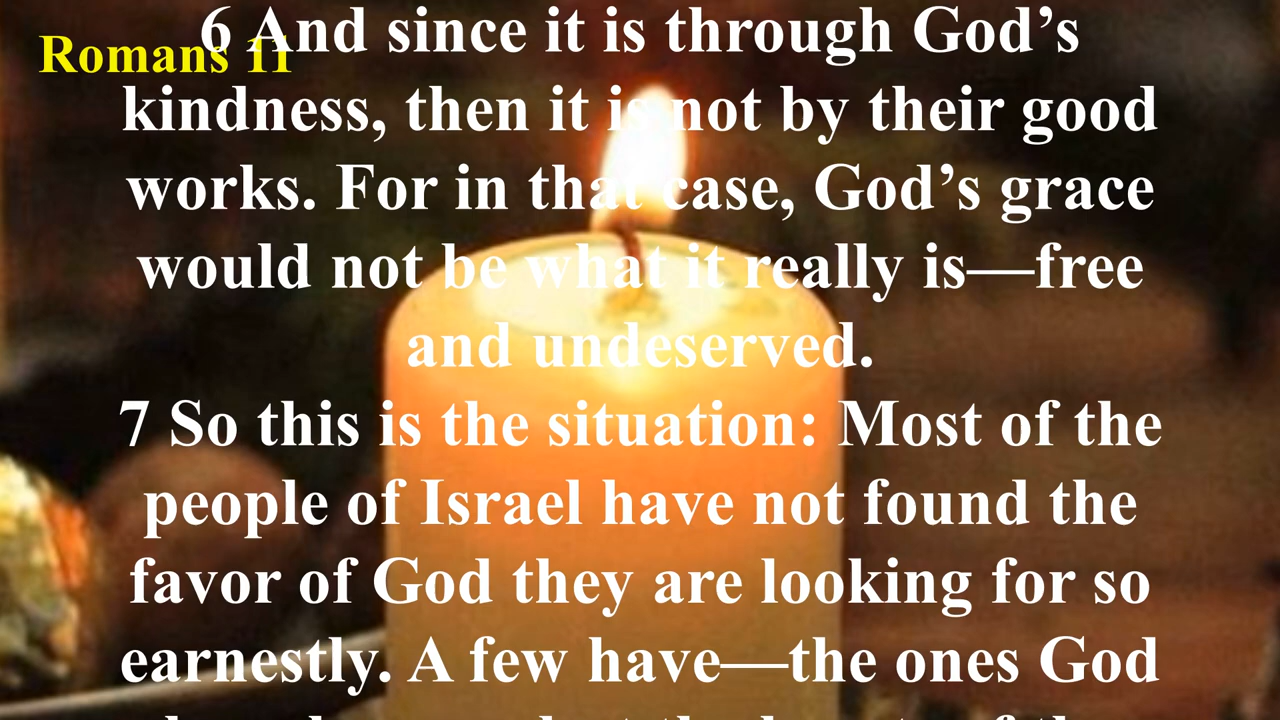 Romans 11
6 And since it is through God’s
kindness, then it is not by their good
works. For in that case, God’s grace
would not be what it really is—free
and undeserved.
7 So this is the situation: Most of the
people of Israel have not found the
favor of God they are looking for so
earnestly. A few have—the ones God